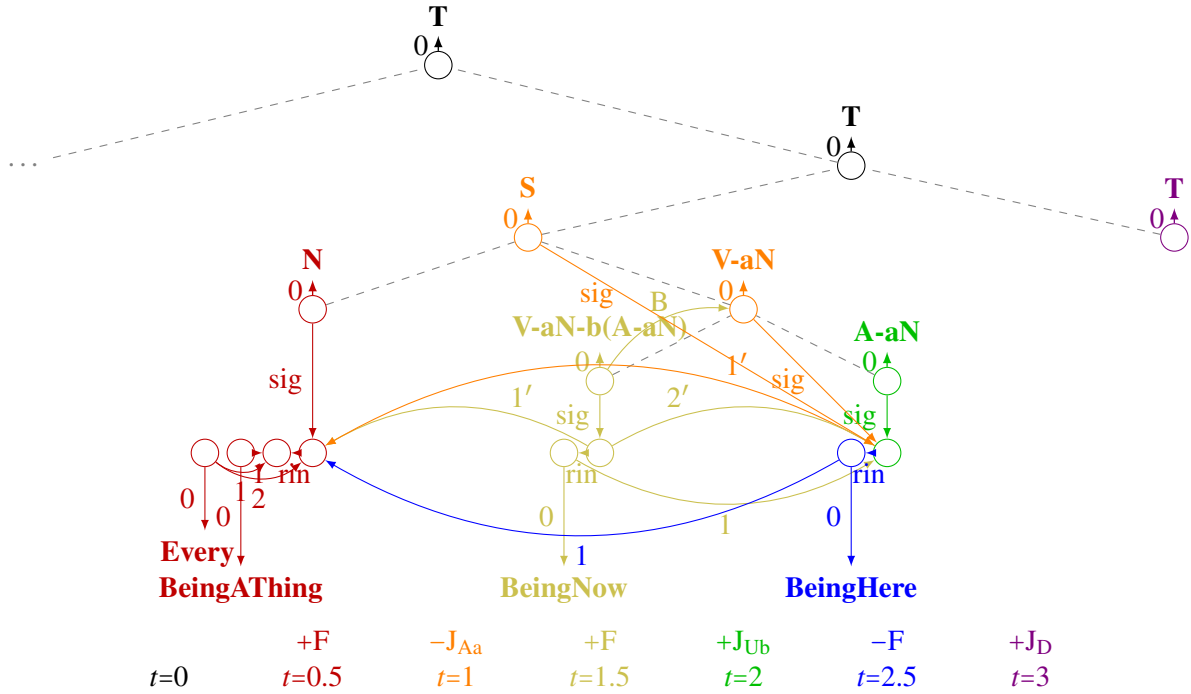 T
0
T
0
…
S
0
T
0
N
0
V-aN
0
sig
B
V-aN-b(A-aN)
0
A-aN
0
sig
1′
sig
1′
2′
sig
sig
rin
rin
rin
1
1
2
0
0
0
1
0
1
Every
BeingAThing
BeingNow
BeingHere
+F −J_Aa +F +J_Ub −F +J_D
t=0 t=0.5 t=1 t=1.5 t=2 t=2.5 t=3